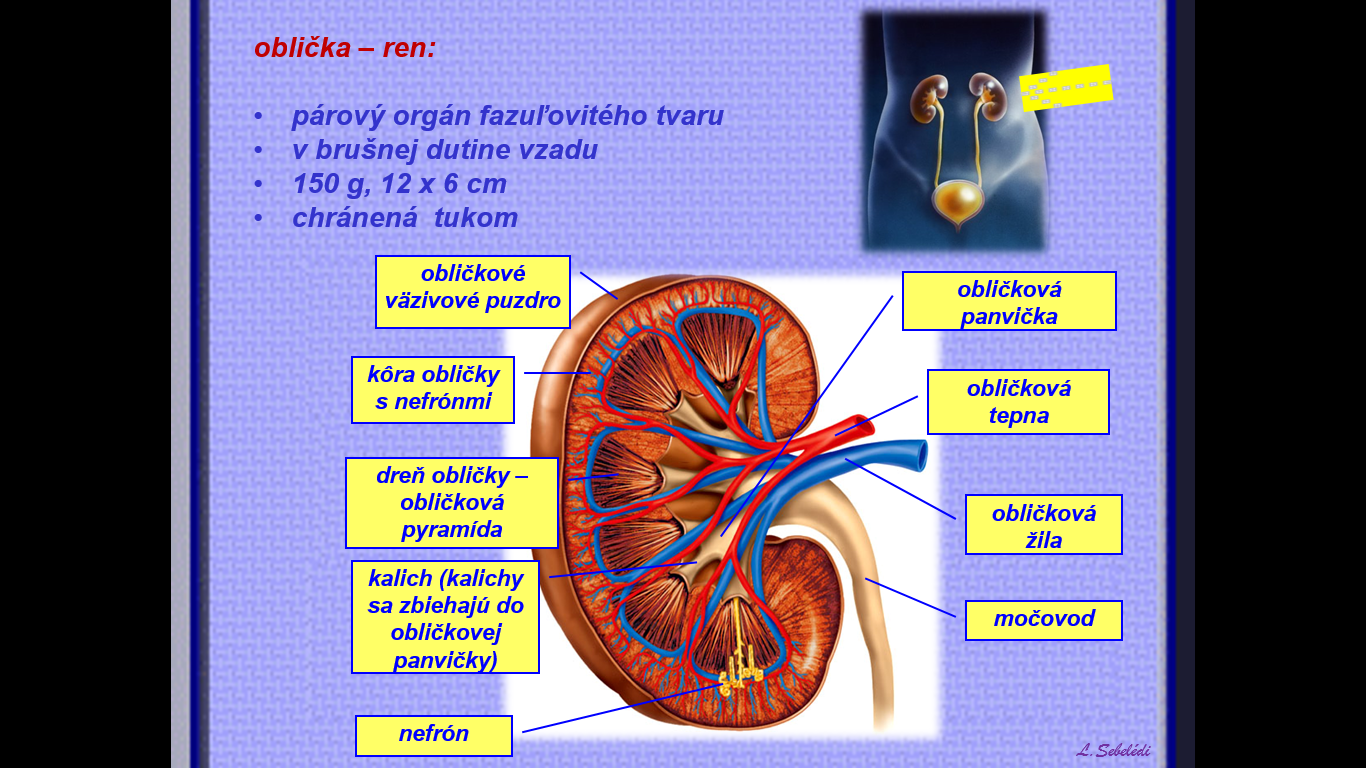 oblička – ren:
• párový orgán fazuľovitého tvaru
• v brušnej dutine vzadu
• 150 g, 12 x 6 cm
• chránená tukom
obličkové
väzivové puzdro
kôra obličky
s nefrónmi
dreň obličky –
obličková
pyramída
kalich (kalichy
sa zbiehajú do
obličkovej
panvičky)
nefrón
obličková
panvička
obličková
tepna
obličková
žila
močovod
L. Sebelédi